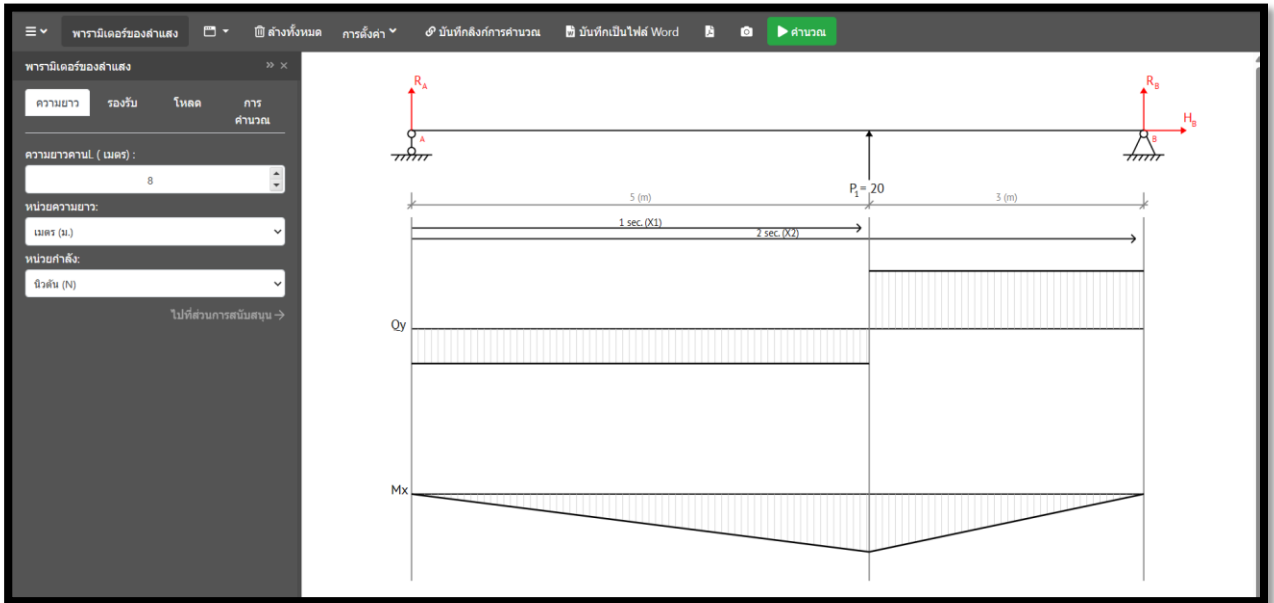 พารามิเตอร์ของลำแสง ล้างทั้งหมด การตั้งค่า บันทึกลิงก์การคำนวณ บันทึกเป็นไฟล์ Word คำนวณ
พารามิเตอร์ของลำแสง
ความยาว รองรับ โหลด การ
คำนวณ
ความยาวคานL ( เมตร) :
8
หน่วยความยาว:
เมตร (ม.)
หน่วยกำลัง:
นิวตัน (N)
ไปที่ส่วนการสนับสนุน →
R_A R_B
H_B
A B
P_1 = 20
5 (m) 3 (m)
1 sec. (X1)
2 sec. (X2)
Qy
Mx